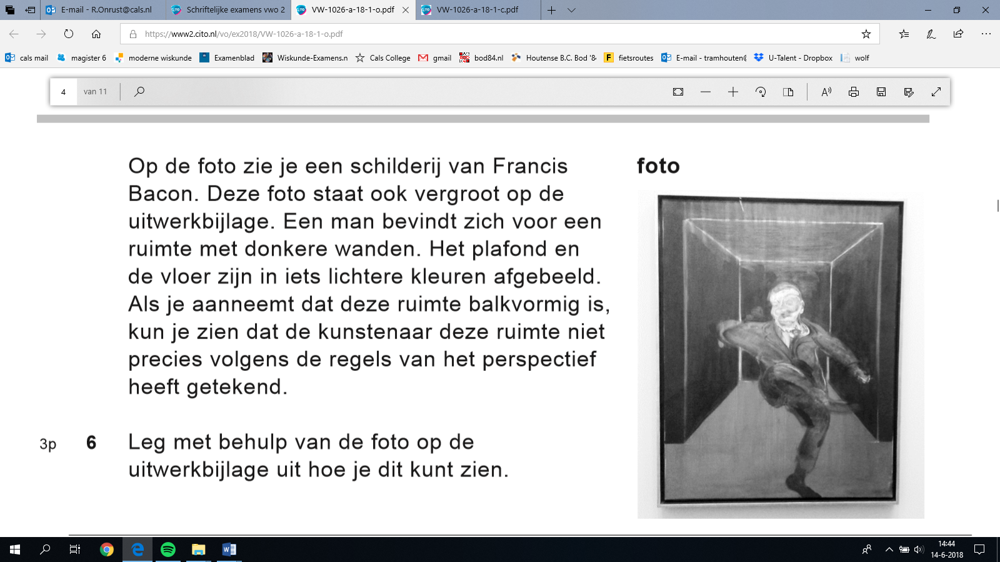 E-mail - R.Onrust@cals.nl
Schriftelijke examens vwo 2
VW-1026-a-18-1-o.pdf
VW-1026-a-18-1-c.pdf
https://www2.cito.nl/vo/ex2018/VW-1026-a-18-1-o.pdf
cals mail magister 6 moderne wiskunde Examenblad Wiskunde-Examens.n Cals College gmail bod84.nl Houtense B.C. Bod '84 fietsroutes E-mail - tramhouten@ U-Talent - Dropbox wolf
4 van 11
Op de foto zie je een schilderij van Francis
Bacon. Deze foto staat ook vergroot op de
uitwerkbijlage. Een man bevindt zich voor een
ruimte met donkere wanden. Het plafond en
de vloer zijn in iets lichtere kleuren afgebeeld.
Als je aanneemt dat deze ruimte balkvormig is,
kun je zien dat de kunstenaar deze ruimte niet
precies volgens de regels van het perspectief
heeft getekend.
foto
3p 6 Leg met behulp van de foto op de
uitwerkbijlage uit hoe je dit kunt zien.
14:44
14-6-2018